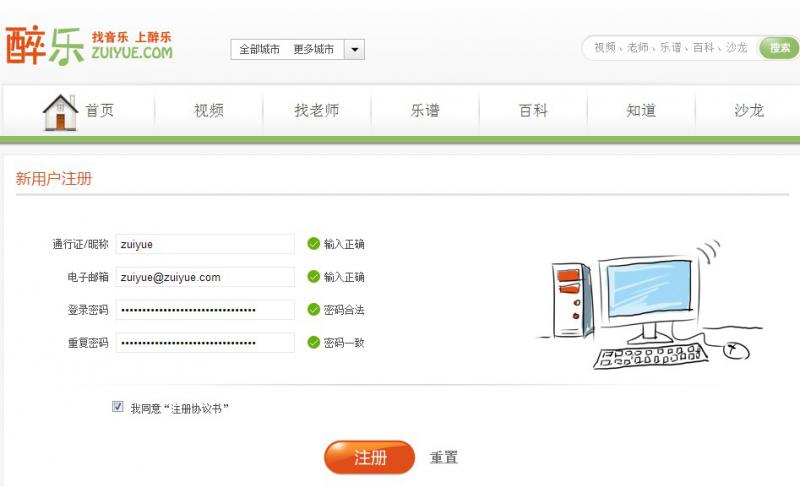 醉乐 找音乐 上醉乐
ZUIYUE.COM
全部城市 更多城市
视频、老师、乐谱、百科、沙龙 搜索
首页 视频 找老师 乐谱 百科 知道 沙龙
新用户注册
通行证/昵称 zuiyue 输入正确
电子邮箱 zuiyue@zuiyue.com 输入正确
登录密码 •••••••••••••••••••••••••••••••• 密码合法
重复密码 •••••••••••••••••••••••••••••••• 密码一致
我同意“注册协议书”
注册 重置